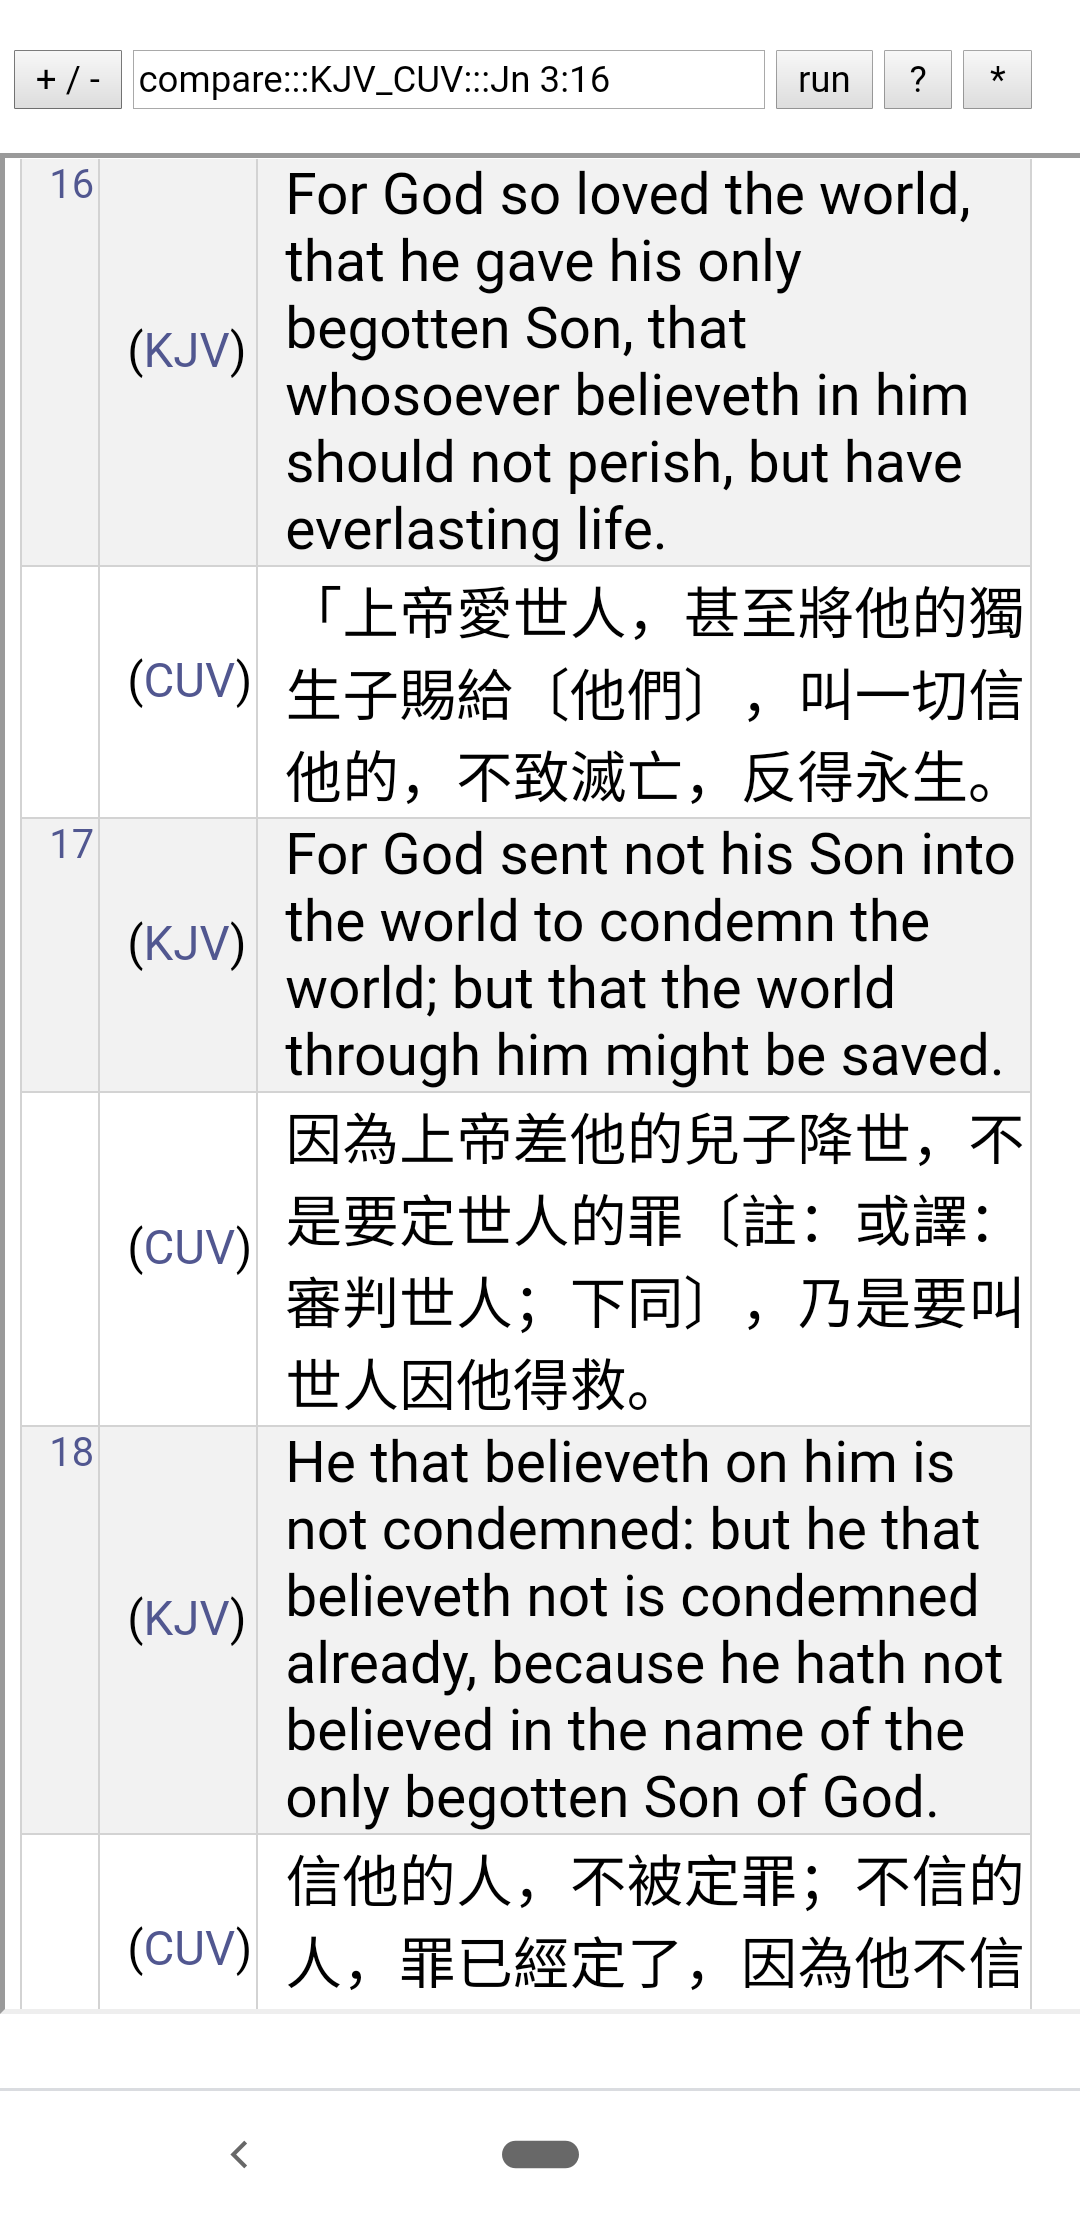 + / - compare:::KJV_CUV:::Jn 3:16 run ? *
16
(KJV)
For God so loved the world,
that he gave his only
begotten Son, that
whosoever believeth in him
should not perish, but have
everlasting life.
(CUV)
「上帝愛世人，甚至將他的獨
生子賜給〔他們〕，叫一切信
他的，不致滅亡，反得永生。
17
(KJV)
For God sent not his Son into
the world to condemn the
world; but that the world
through him might be saved.
(CUV)
因為上帝差他的兒子降世，不
是要定世人的罪〔註：或譯：
審判世人；下同〕，乃是要叫
世人因他得救。
18
(KJV)
He that believeth on him is
not condemned: but he that
believeth not is condemned
already, because he hath not
believed in the name of the
only begotten Son of God.
(CUV)
信他的人，不被定罪；不信的
人，罪已經定了，因為他不信